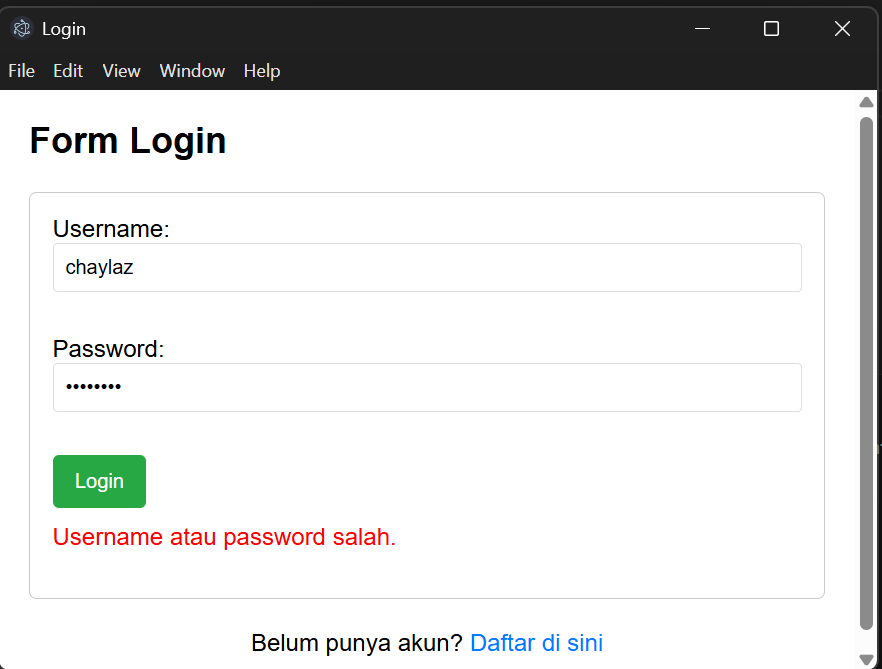 Login
File Edit View Window Help
Form Login
Username:
chaylaz
Password:
••••••••
Login
Username atau password salah.
Belum punya akun? Daftar di sini